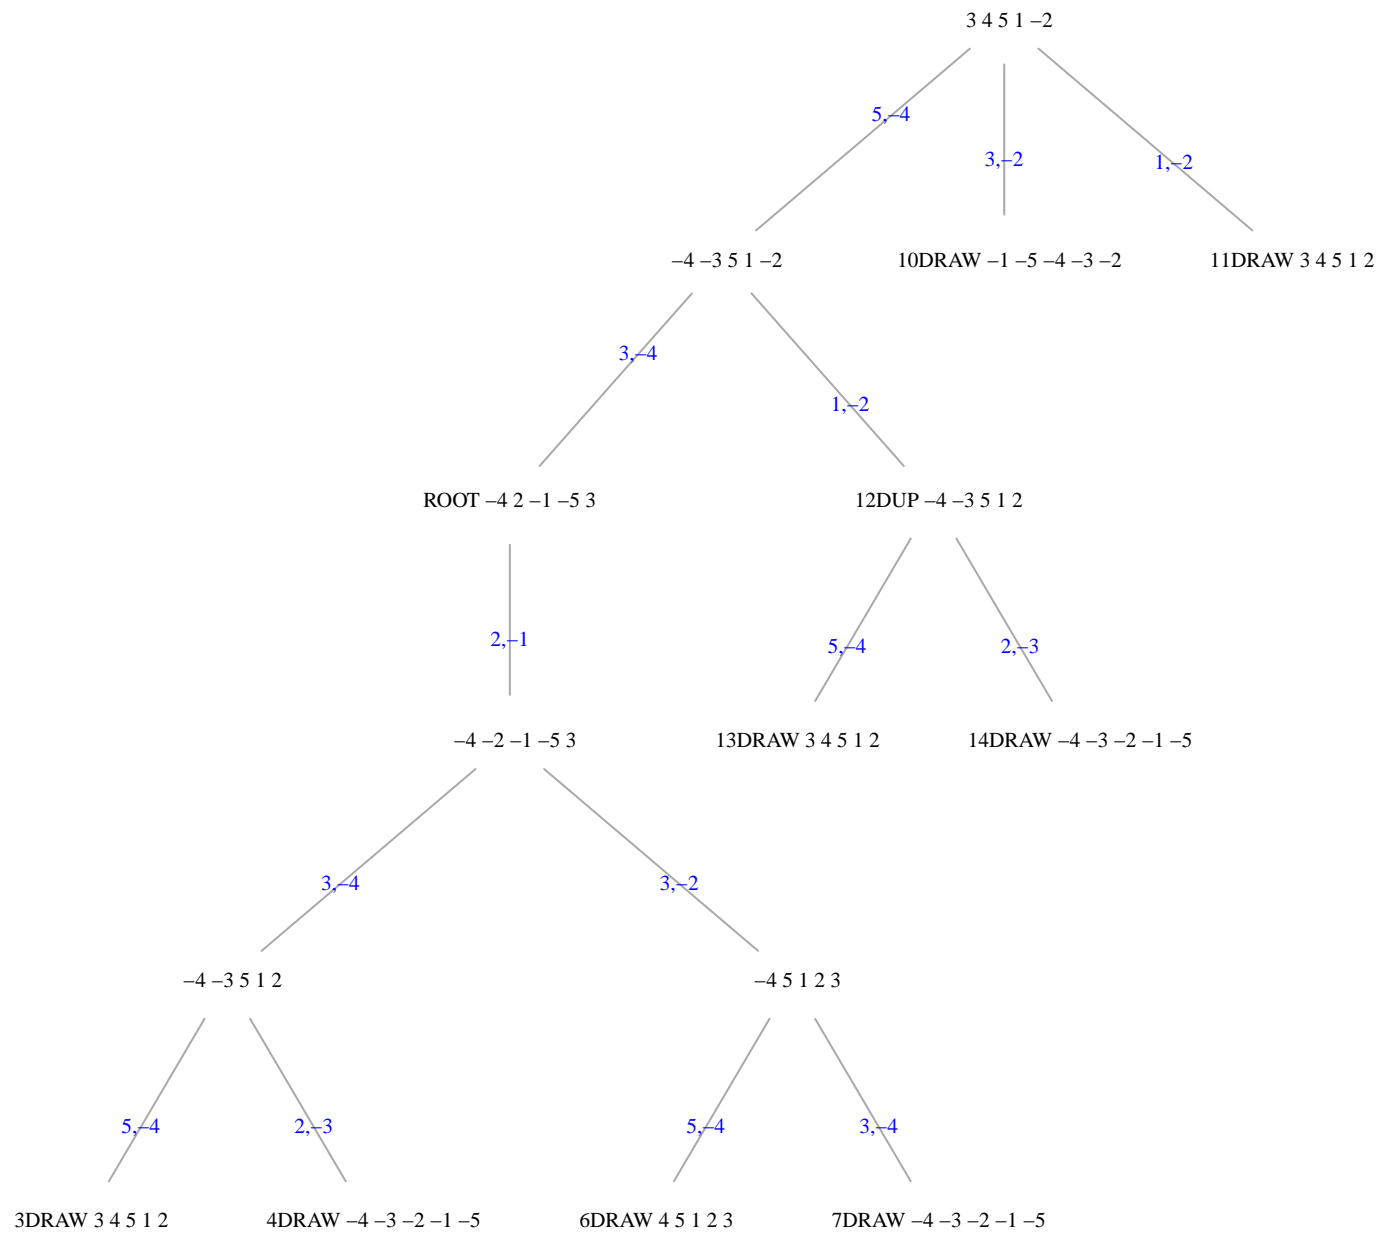 3 4 5 1 –2
5,–4
3,–2
1,–2
–4 –3 5 1 –2
10DRAW –1 –5 –4 –3 –2
11DRAW 3 4 5 1 2
3,–4
1,–2
ROOT –4 2 –1 –5 3
12DUP –4 –3 5 1 2
2,–1
5,–4
2,–3
–4 –2 –1 –5 3
13DRAW 3 4 5 1 2
14DRAW –4 –3 –2 –1 –5
3,–4
3,–2
–4 –3 5 1 2
–4 5 1 2 3
5,–4
2,–3
5,–4
3,–4
3DRAW 3 4 5 1 2
4DRAW –4 –3 –2 –1 –5
6DRAW 4 5 1 2 3
7DRAW –4 –3 –2 –1 –5